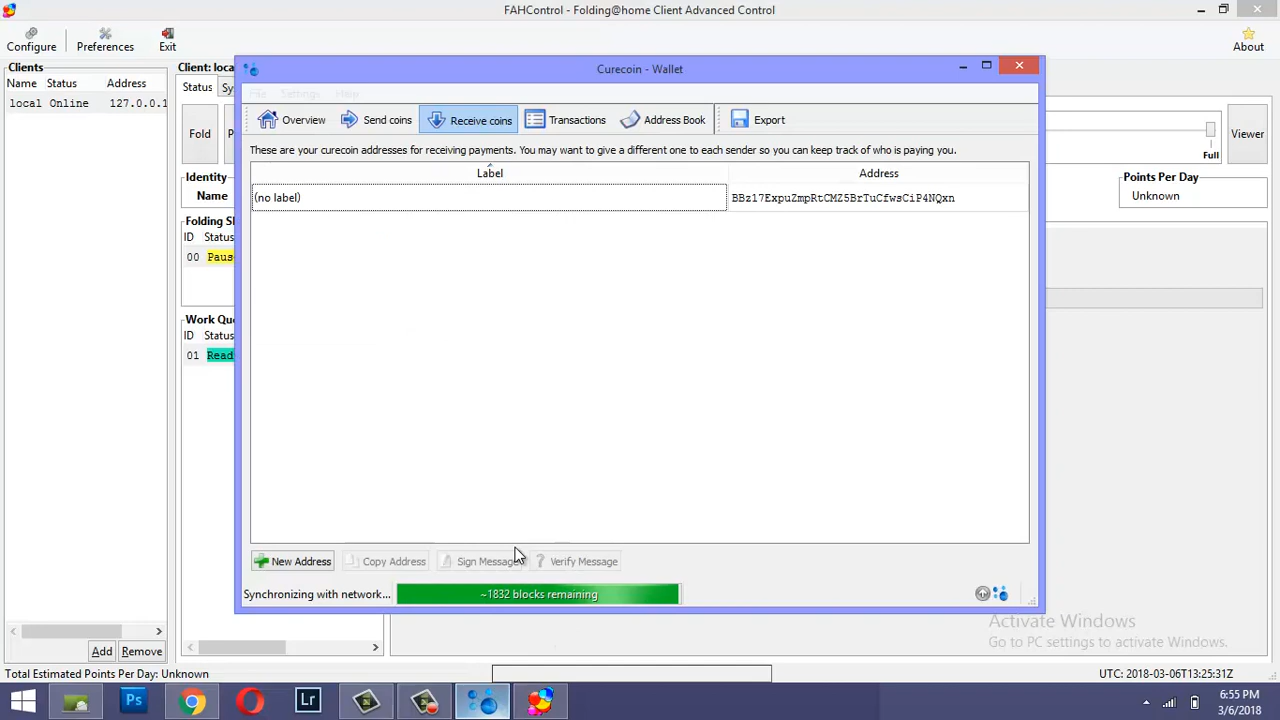 FAHControl - Folding@home Client Advanced Control
Configure
Preferences
Exit
About
Clients
Name Status Address
local Online 127.0.0.1
Client: loca
Status
Sy
Fold
P
Identity
Name
Folding Sl
ID
00 Paus
Work Qu
ID Status
01 Read
Curecoin - Wallet
File Settings Help
Overview
Send coins
Receive coins
Transactions
Address Book
Export
These are your curecoin addresses for receiving payments. You may want to give a different one to each sender so you can keep track of who is paying you.
Label Address
(no label) BBz17ExpuZmpRtCMZ5BrTuCfwsCiP4NQxn
New Address
Copy Address
Sign Message
Verify Message
Synchronizing with network...
~1832 blocks remaining
Full
Viewer
Points Per Day
Unknown
Activate Windows
Go to PC settings to activate Windows.
Add
Remove
Total Estimated Points Per Day: Unknown
UTC: 2018-03-06T13:25:31Z
Ps
Lr
6:55 PM
3/6/2018